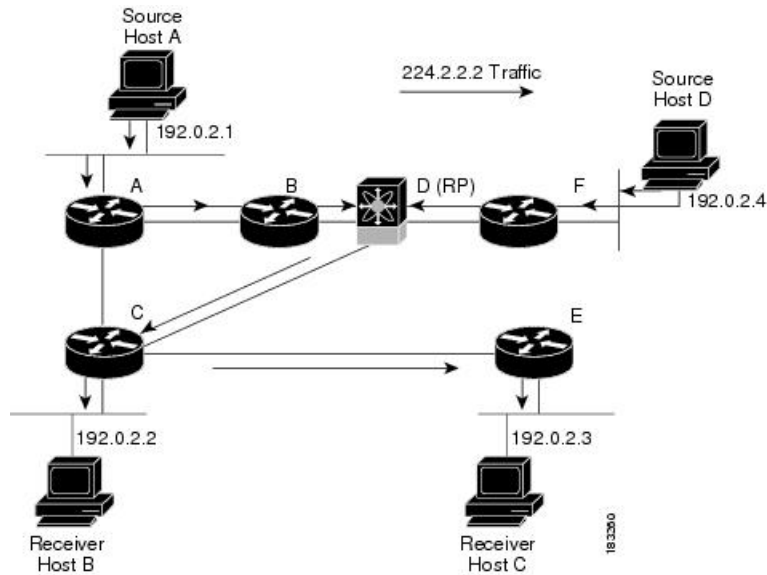 Source
Host A
224.2.2.2 Traffic
Source
Host D
192.0.2.1
A
B
D (RP)
F
192.0.2.4
C
E
192.0.2.2
192.0.2.3
Receiver
Host B
Receiver
Host C
183260